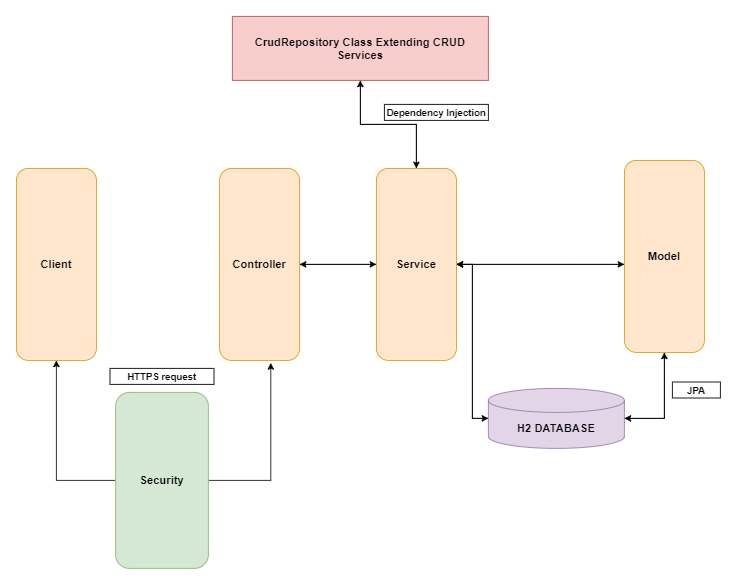 CrudRepository Class Extending CRUD
Services
Dependency Injection
Client
Controller
Service
Model
HTTPS request
JPA
H2 DATABASE
Security